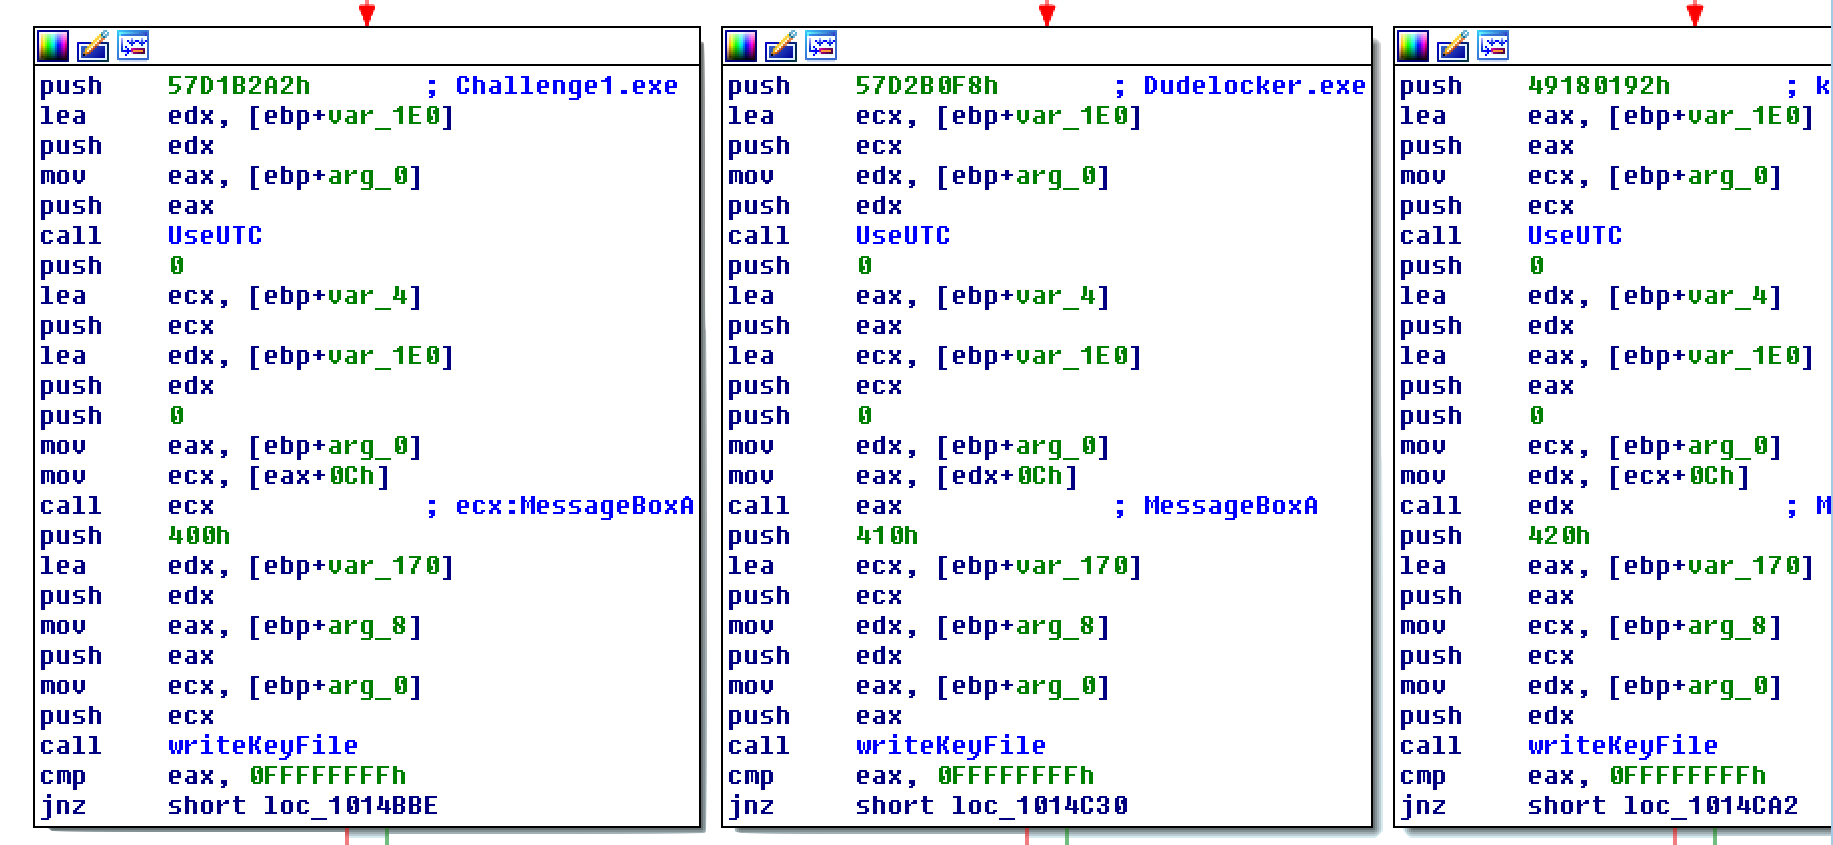 push 57D1B2A2h ; Challenge1.exe
lea edx, [ebp+var_1E0]
push edx
mov eax, [ebp+arg_0]
push eax
call UseUTC
push 0
lea ecx, [ebp+var_4]
push ecx
lea edx, [ebp+var_1E0]
push edx
push 0
mov eax, [ebp+arg_0]
mov ecx, [eax+0Ch]
call ecx ; ecx:MessageBoxA
push 400h
lea edx, [ebp+var_170]
push edx
mov eax, [ebp+arg_8]
push eax
mov ecx, [ebp+arg_0]
push ecx
call writeKeyFile
cmp eax, 0FFFFFFFFh
jnz short loc_1014BBE
push 57D2B0F8h ; Dudelocker.exe
lea ecx, [ebp+var_1E0]
push ecx
mov edx, [ebp+arg_0]
push edx
call UseUTC
push 0
lea eax, [ebp+var_4]
push eax
lea ecx, [ebp+var_1E0]
push ecx
push 0
mov edx, [ebp+arg_0]
mov eax, [edx+0Ch]
call eax ; MessageBoxA
push 410h
lea ecx, [ebp+var_170]
push ecx
mov edx, [ebp+arg_8]
push edx
mov eax, [ebp+arg_0]
push eax
call writeKeyFile
cmp eax, 0FFFFFFFFh
jnz short loc_1014C30
push 49180192h ; k
lea eax, [ebp+var_1E0]
push eax
mov ecx, [ebp+arg_0]
push ecx
call UseUTC
push 0
lea edx, [ebp+var_4]
push edx
lea eax, [ebp+var_1E0]
push eax
push 0
mov ecx, [ebp+arg_0]
mov edx, [ecx+0Ch]
call edx ; M
push 420h
lea eax, [ebp+var_170]
push eax
mov ecx, [ebp+arg_8]
push ecx
mov edx, [ebp+arg_0]
push edx
call writeKeyFile
cmp eax, 0FFFFFFFFh
jnz short loc_1014CA2